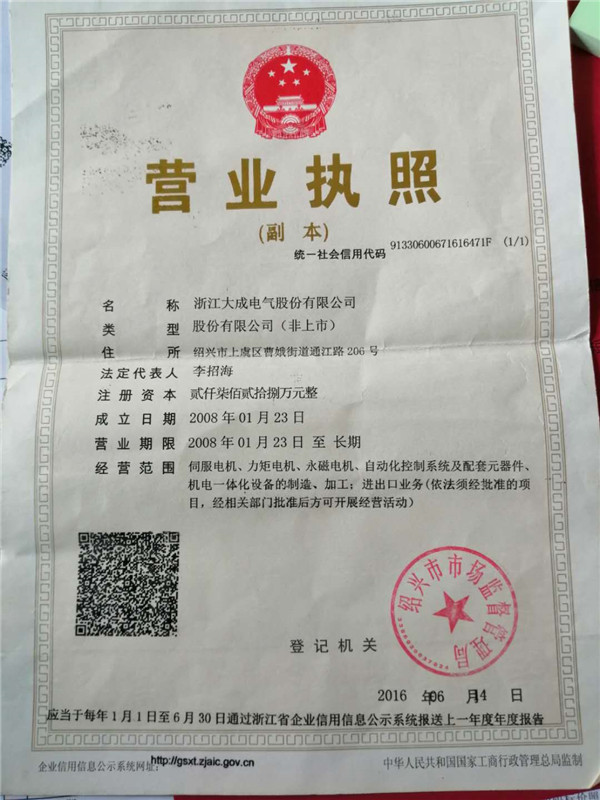 营业执照
(副 本)
统一社会信用代码 91330600671616471F (1/1)
名称 浙江大成电气股份有限公司
类型 股份有限公司（非上市）
住所 绍兴市上虞区曹娥街道通江路206号
法定代表人 李招海
注册资本 贰仟柒佰贰拾捌万元整
成立日期 2008年01月23日
营业期限 2008年01月23日 至 长期
经营范围 伺服电机、力矩电机、永磁电机、自动化控制系统及配套元器件、
机电一体化设备的制造、加工；进出口业务(依法须经批准的项
目，经相关部门批准后方可开展经营活动)
绍兴市市场监督管理局
登记机关
2016 年06 月14 日
应当于每年1月1日至6月30日通过浙江省企业信用信息公示系统报送上一年度年度报告
企业信用信息公示系统网址: http://gsxt.zjaic.gov.cn
中华人民共和国国家工商行政管理总局监制